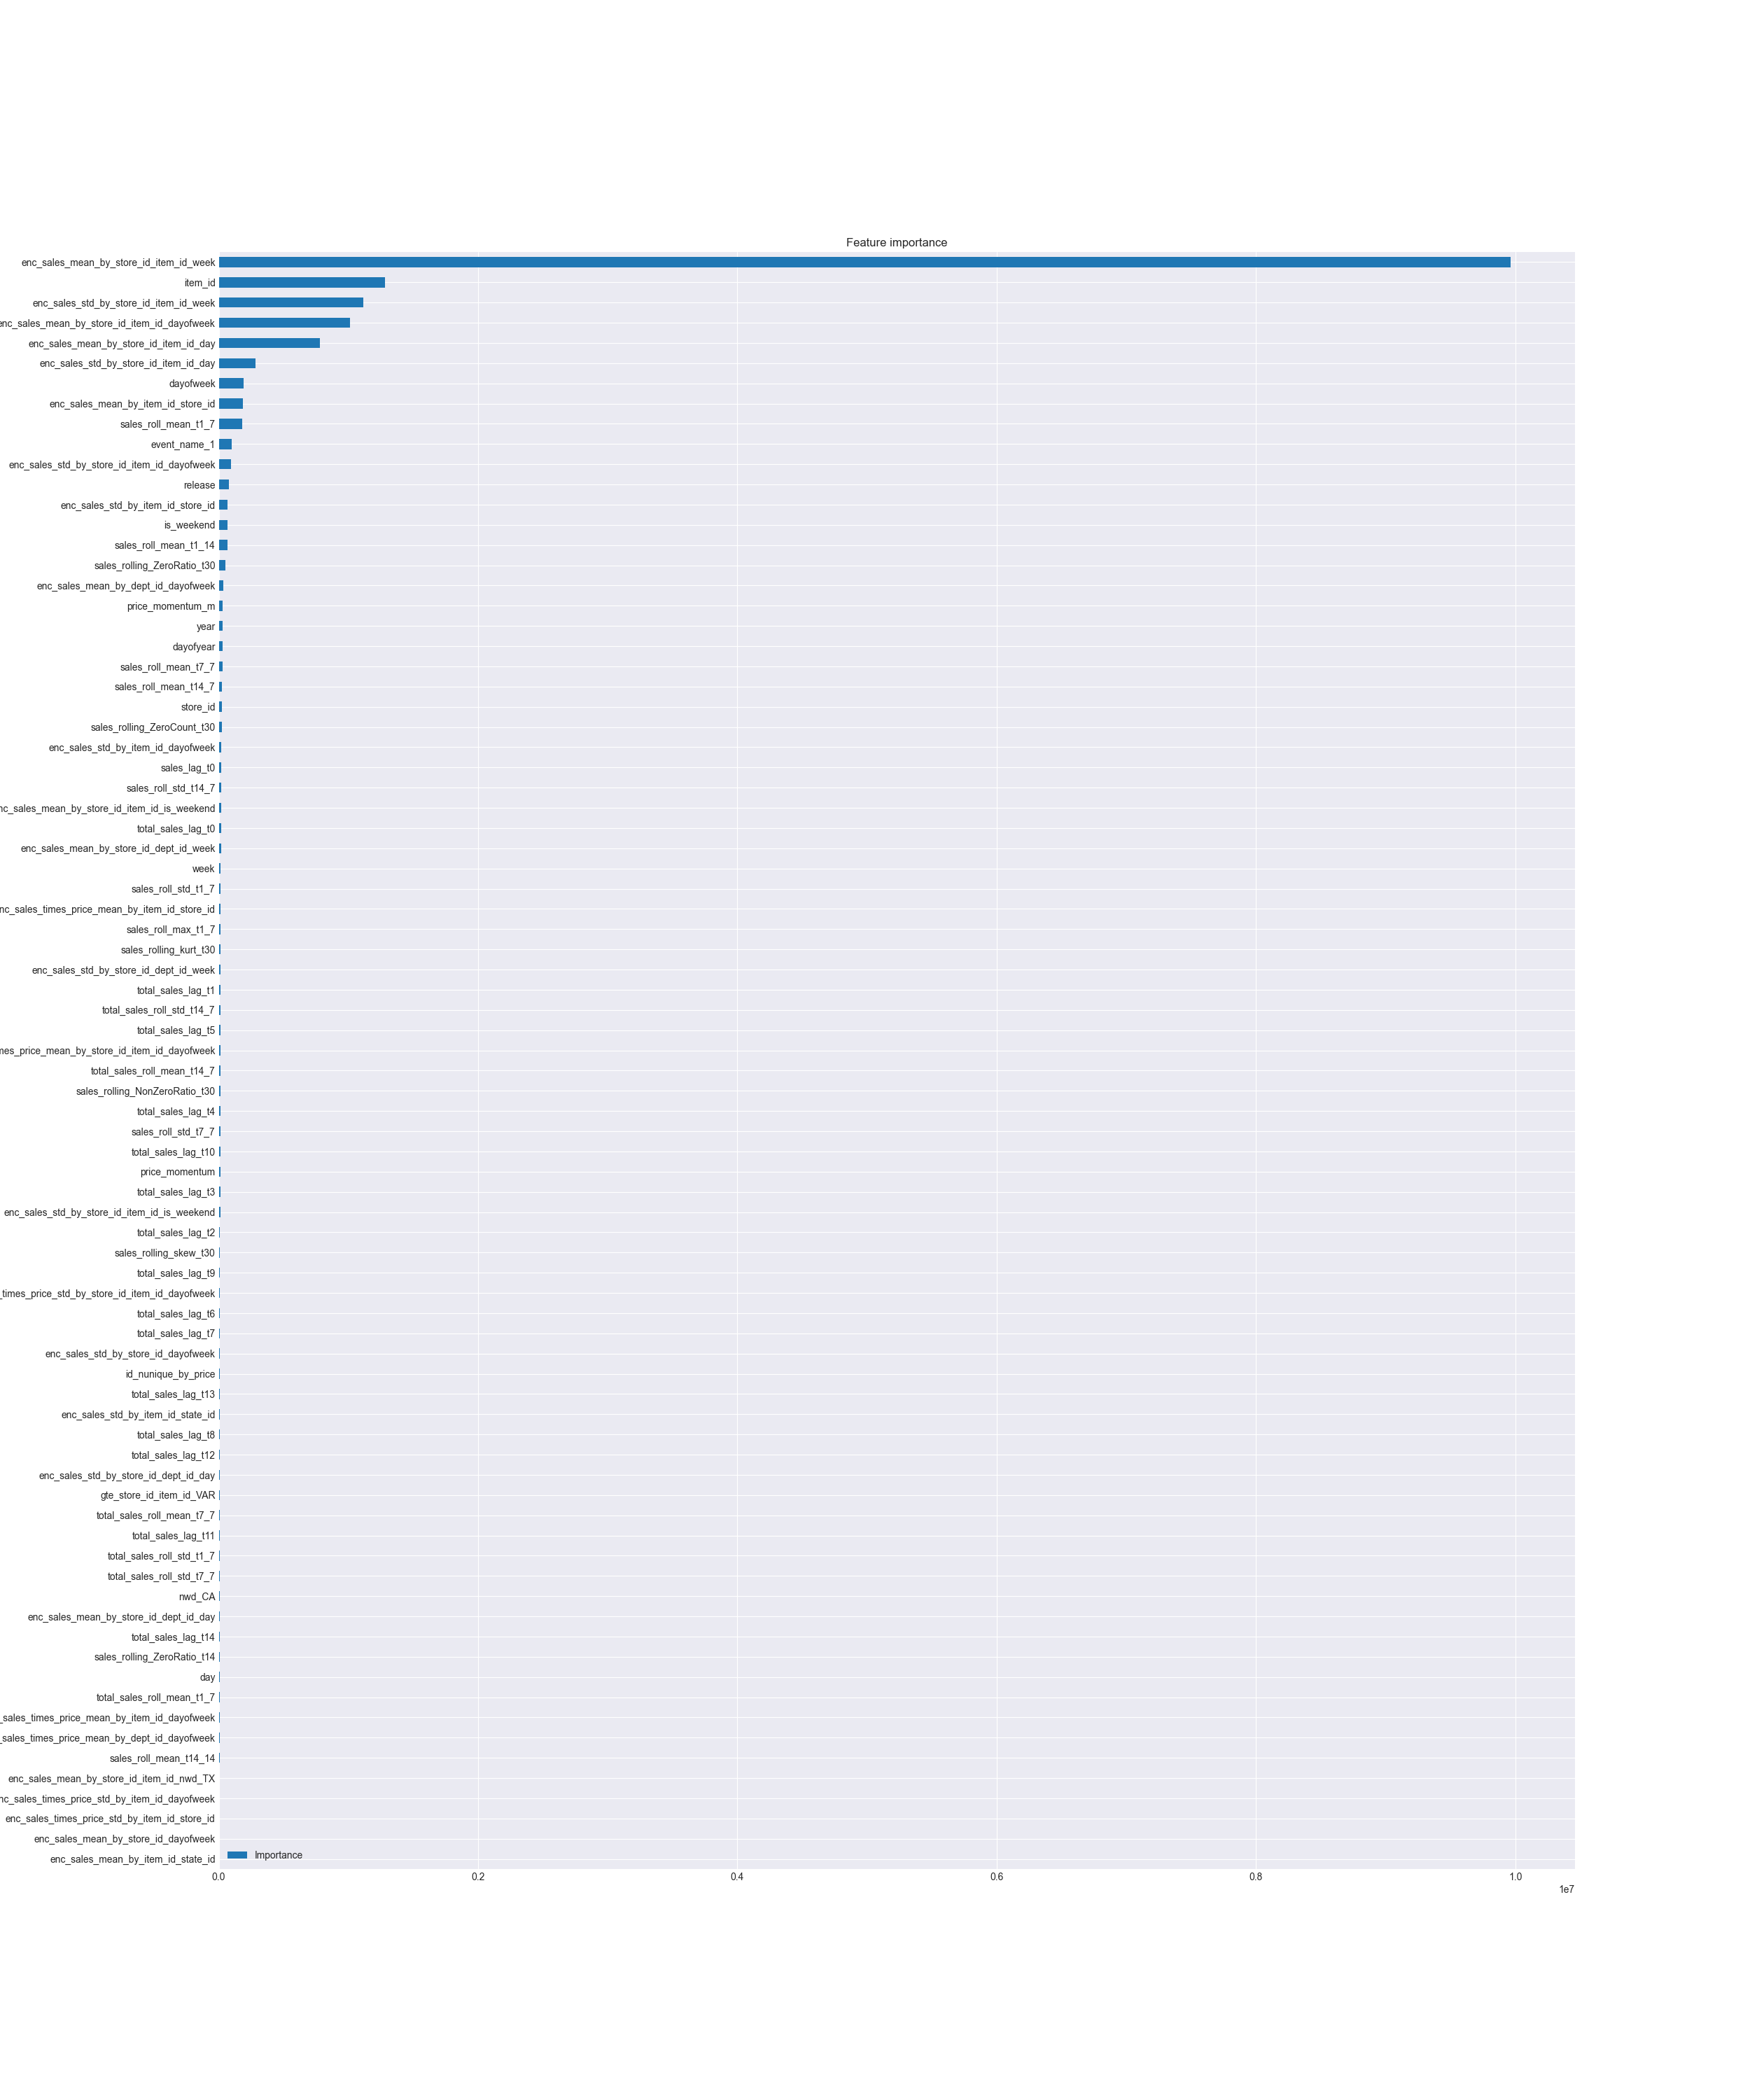 Feature importance
enc_sales_mean_by_store_id_item_id_week
item_id
enc_sales_std_by_store_id_item_id_week
enc_sales_mean_by_store_id_item_id_dayofweek
enc_sales_mean_by_store_id_item_id_day
enc_sales_std_by_store_id_item_id_day
dayofweek
enc_sales_mean_by_item_id_store_id
sales_roll_mean_t1_7
event_name_1
enc_sales_std_by_store_id_item_id_dayofweek
release
enc_sales_std_by_item_id_store_id
is_weekend
sales_roll_mean_t1_14
sales_rolling_ZeroRatio_t30
enc_sales_mean_by_dept_id_dayofweek
price_momentum_m
year
dayofyear
sales_roll_mean_t7_7
sales_roll_mean_t14_7
store_id
sales_rolling_ZeroCount_t30
enc_sales_std_by_item_id_dayofweek
sales_lag_t0
sales_roll_std_t14_7
nc_sales_mean_by_store_id_item_id_is_weekend
total_sales_lag_t0
enc_sales_mean_by_store_id_dept_id_week
week
sales_roll_std_t1_7
nc_sales_times_price_mean_by_item_id_store_id
sales_roll_max_t1_7
sales_rolling_kurt_t30
enc_sales_std_by_store_id_dept_id_week
total_sales_lag_t1
total_sales_roll_std_t14_7
total_sales_lag_t5
mes_price_mean_by_store_id_item_id_dayofweek
total_sales_roll_mean_t14_7
sales_rolling_NonZeroRatio_t30
total_sales_lag_t4
sales_roll_std_t7_7
total_sales_lag_t10
price_momentum
total_sales_lag_t3
enc_sales_std_by_store_id_item_id_is_weekend
total_sales_lag_t2
sales_rolling_skew_t30
total_sales_lag_t9
_times_price_std_by_store_id_item_id_dayofweek
total_sales_lag_t6
total_sales_lag_t7
enc_sales_std_by_store_id_dayofweek
id_nunique_by_price
total_sales_lag_t13
enc_sales_std_by_item_id_state_id
total_sales_lag_t8
total_sales_lag_t12
enc_sales_std_by_store_id_dept_id_day
gte_store_id_item_id_VAR
total_sales_roll_mean_t7_7
total_sales_lag_t11
total_sales_roll_std_t1_7
total_sales_roll_std_t7_7
nwd_CA
enc_sales_mean_by_store_id_dept_id_day
total_sales_lag_t14
sales_rolling_ZeroRatio_t14
day
total_sales_roll_mean_t1_7
_sales_times_price_mean_by_item_id_dayofweek
_sales_times_price_mean_by_dept_id_dayofweek
sales_roll_mean_t14_14
enc_sales_mean_by_store_id_item_id_nwd_TX
nc_sales_times_price_std_by_item_id_dayofweek
enc_sales_times_price_std_by_item_id_store_id
enc_sales_mean_by_store_id_dayofweek
enc_sales_mean_by_item_id_state_id
Importance
0.0 0.2 0.4 0.6 0.8 1.0
1e7